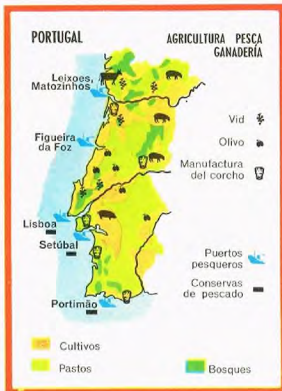 PORTUGAL
AGRICULTURA PESCA
GANADERÍA
Leixoes,
Matozinhos
Figueira
da Foz
Lisboa
Setúbal
Portimão
Vid
Olivo
Manufactura
del corcho
Puertos
pesqueros
Conservas
de pescado
Cultivos
Pastos
Bosques